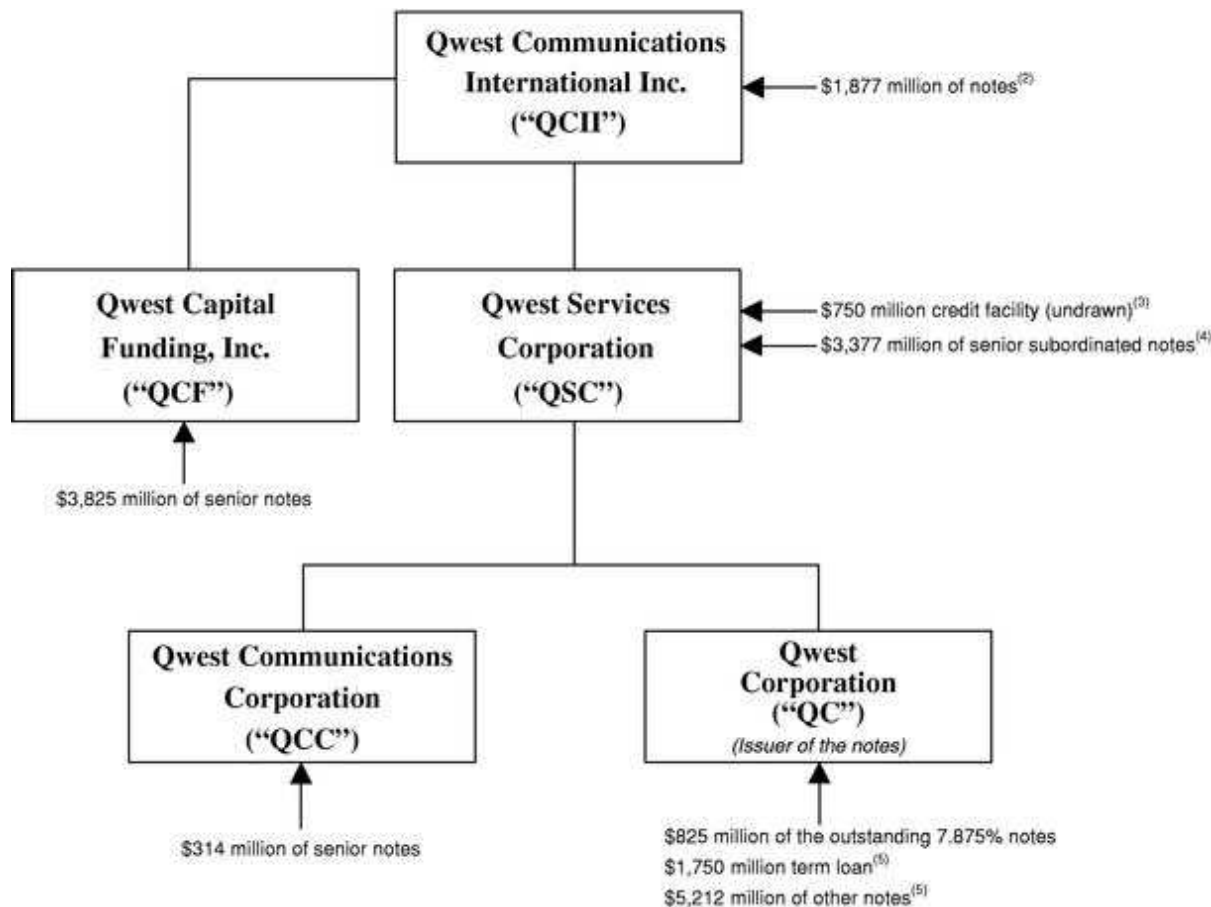 Qwest Communications
International Inc.
(“QCII”)
$1,877 million of notes(2)
Qwest Capital
Funding, Inc.
(“QCF”)
$3,825 million of senior notes
Qwest Services
Corporation
(“QSC”)
$750 million credit facility (undrawn)(3)
$3,377 million of senior subordinated notes(4)
Qwest Communications
Corporation
(“QCC”)
$314 million of senior notes
Qwest
Corporation
(“QC”)
(Issuer of the notes)
$825 million of the outstanding 7.875% notes
$1,750 million term loan(5)
$5,212 million of other notes(5)